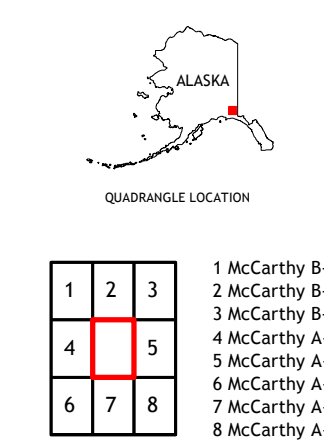 ALASKA
QUADRANGLE LOCATION
1 2 3
4 5
6 7 8
1 McCarthy B-
2 McCarthy B-
3 McCarthy B-
4 McCarthy A-
5 McCarthy A-
6 McCarthy A-
7 McCarthy A-
8 McCarthy A-